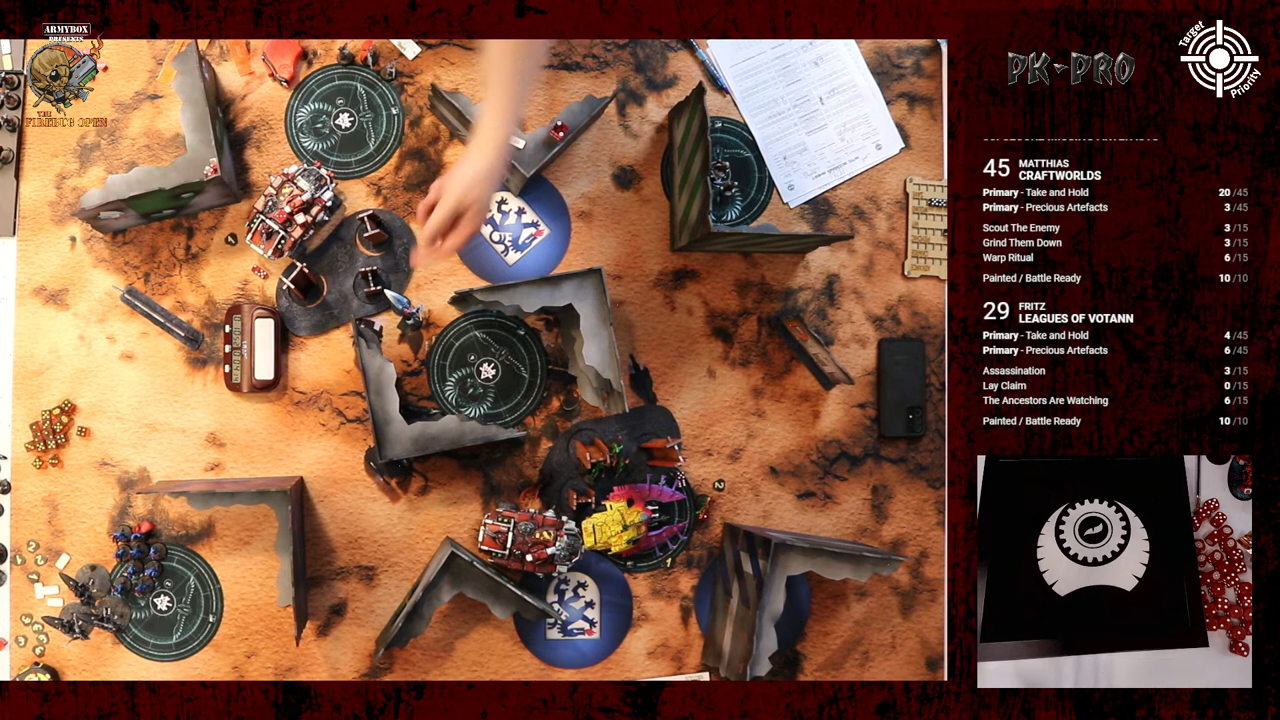 ARMYBOX
PRESENTS
THE
FIREBUG OPEN
PK-PRO
Target
Priority
45 MATTHIAS
CRAFTWORLDS
Primary - Take and Hold 20 /45
Primary - Precious Artefacts 3 /45
Scout The Enemy 3 /15
Grind Them Down 3 /15
Warp Ritual 6 /15
Painted / Battle Ready 10 /10
29 FRITZ
LEAGUES OF VOTANN
Primary - Take and Hold 4 /45
Primary - Precious Artefacts 6 /45
Assassination 3 /15
Lay Claim 0 /15
The Ancestors Are Watching 6 /15
Painted / Battle Ready 10 /10